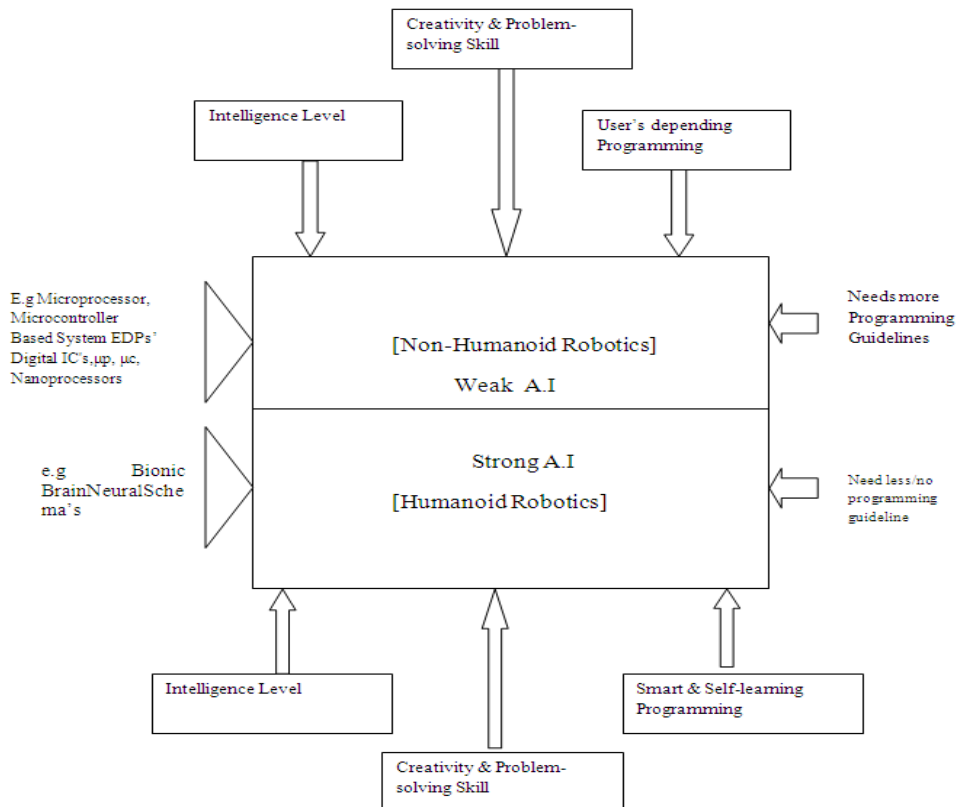 Creativity & Problem-
solving Skill
Intelligence Level
User's depending
Programming
E.g Microprocessor,
Microcontroller
Based System EDPs'
Digital IC's,μp, μc,
Nanoprocessors
[Non-Humanoid Robotics]
Weak A.I
Needs more
Programming
Guidelines
e.g Bionic
BrainNeuralSche
ma's
Strong A.I
[Humanoid Robotics]
Need less/no
programming
guideline
Intelligence Level
Smart & Self-learning
Programming
Creativity & Problem-
solving Skill